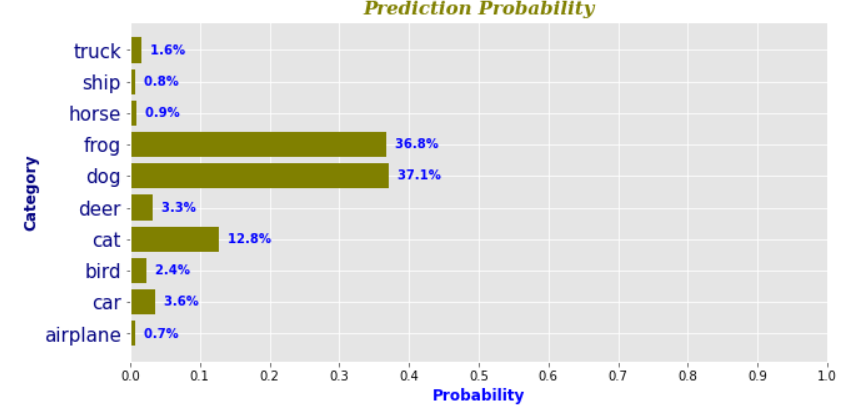 Prediction Probability
truck 1.6%
ship 0.8%
horse 0.9%
frog 36.8%
dog 37.1%
deer 3.3%
cat 12.8%
bird 2.4%
car 3.6%
airplane 0.7%
Category
0.0 0.1 0.2 0.3 0.4 0.5 0.6 0.7 0.8 0.9 1.0
Probability